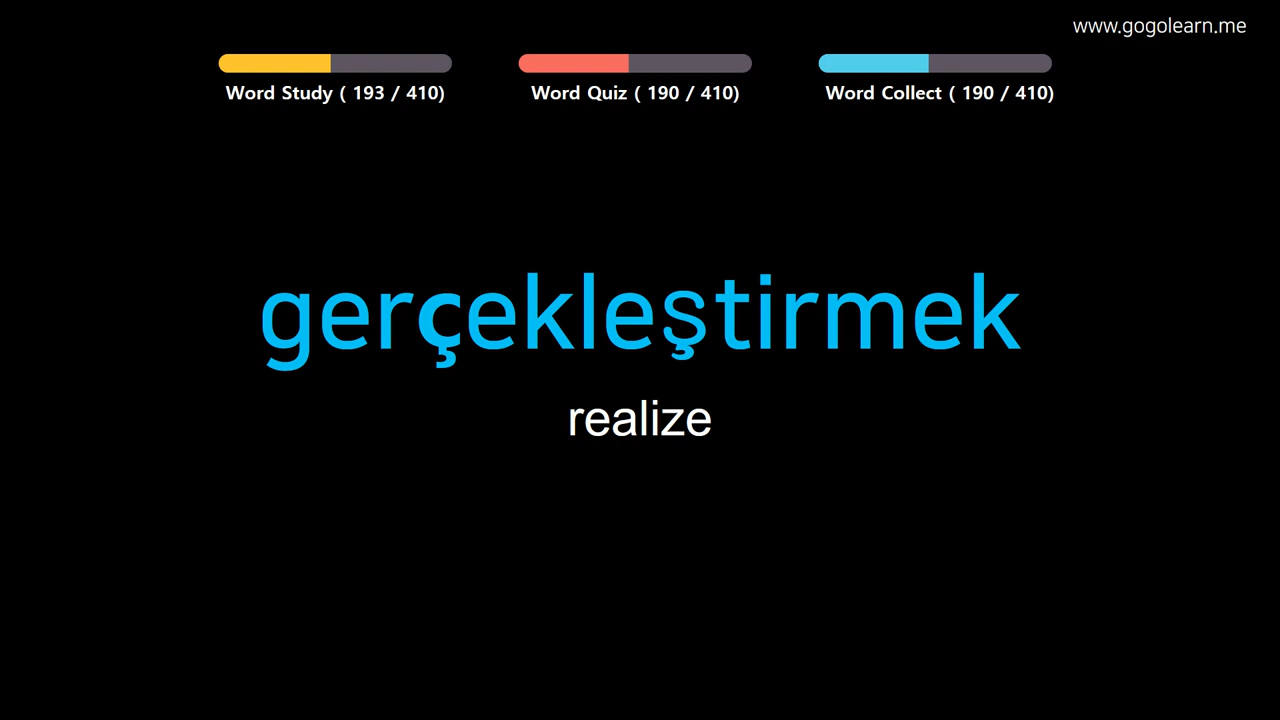 www.gogolearn.me
Word Study ( 193 / 410)
Word Quiz ( 190 / 410)
Word Collect ( 190 / 410)
gerçekleştirmek
realize